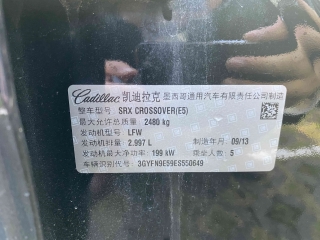 Cadillac 凯迪拉克 墨西哥通用汽车有限责任公司制造
整车型号 SRX CROSSOVER(E5)
最大允许总质量 2480 kg
发动机型号 LFW
发动机排量: 2.997 L 制造年月 09/13
发动机最大净功率: 199 kW 乘坐人数: 5
车辆识别代号: 3GYFN9E59ES550649